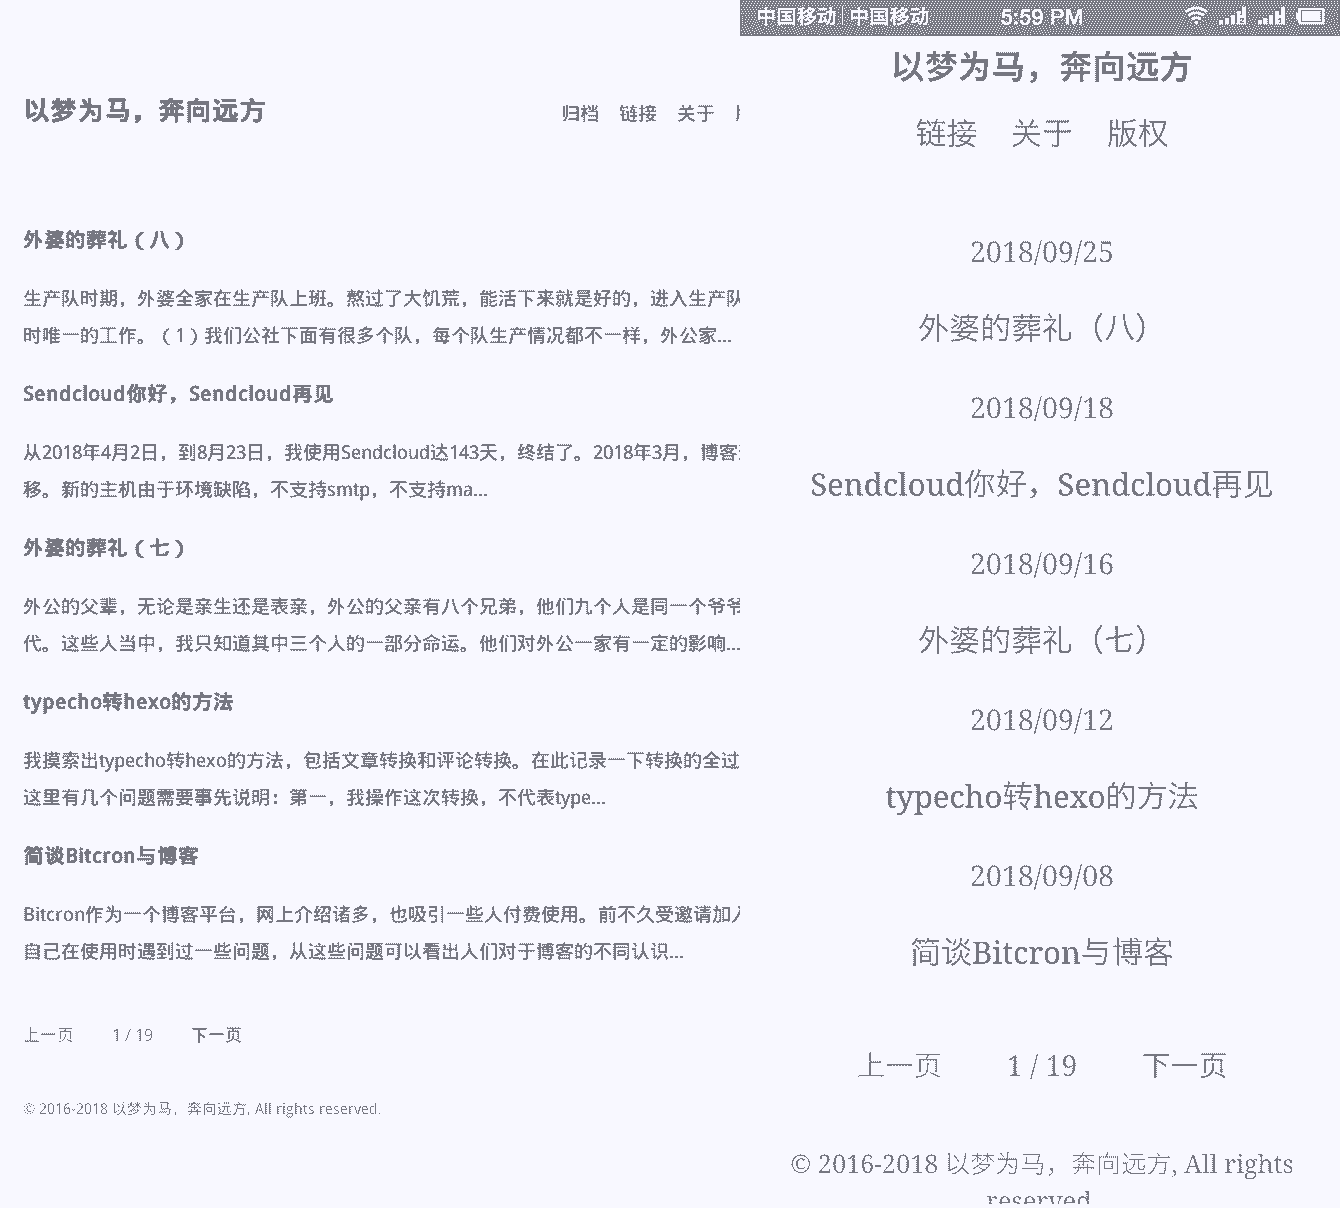 以梦为马，奔向远方
归档 链接 关于
外婆的葬礼（八）
生产队时期，外婆全家在生产队上班。熬过了大饥荒，能活下来就是好的，进入生产队
时唯一的工作。（1）我们公社下面有很多个队，每个队生产情况都不一样，外公家...
Sendcloud你好，Sendcloud再见
从2018年4月2日，到8月23日，我使用Sendcloud达143天，终结了。2018年3月，博客
移。新的主机由于环境缺陷，不支持smtp，不支持ma...
外婆的葬礼（七）
外公的父辈，无论是亲生还是表亲，外公的父亲有八个兄弟，他们九个人是同一个爷爷
代。这些人当中，我只知道其中三个人的一部分命运。他们对外公一家有一定的影响...
typecho转hexo的方法
我摸索出typecho转hexo的方法，包括文章转换和评论转换。在此记录一下转换的全过
这里有几个问题需要事先说明：第一，我操作这次转换，不代表type...
简谈Bitcron与博客
Bitcron作为一个博客平台，网上介绍诸多，也吸引一些人付费使用。前不久受邀请加入
自己在使用时遇到过一些问题，从这些问题可以看出人们对于博客的不同认识...
上一页 1 / 19 下一页
© 2016-2018 以梦为马，奔向远方, All rights reserved.
中国移动 中国移动 5:59 PM
以梦为马，奔向远方
链接 关于 版权
2018/09/25
外婆的葬礼（八）
2018/09/18
Sendcloud你好，Sendcloud再见
2018/09/16
外婆的葬礼（七）
2018/09/12
typecho转hexo的方法
2018/09/08
简谈Bitcron与博客
上一页 1 / 19 下一页
© 2016-2018 以梦为马，奔向远方, All rights
reserved